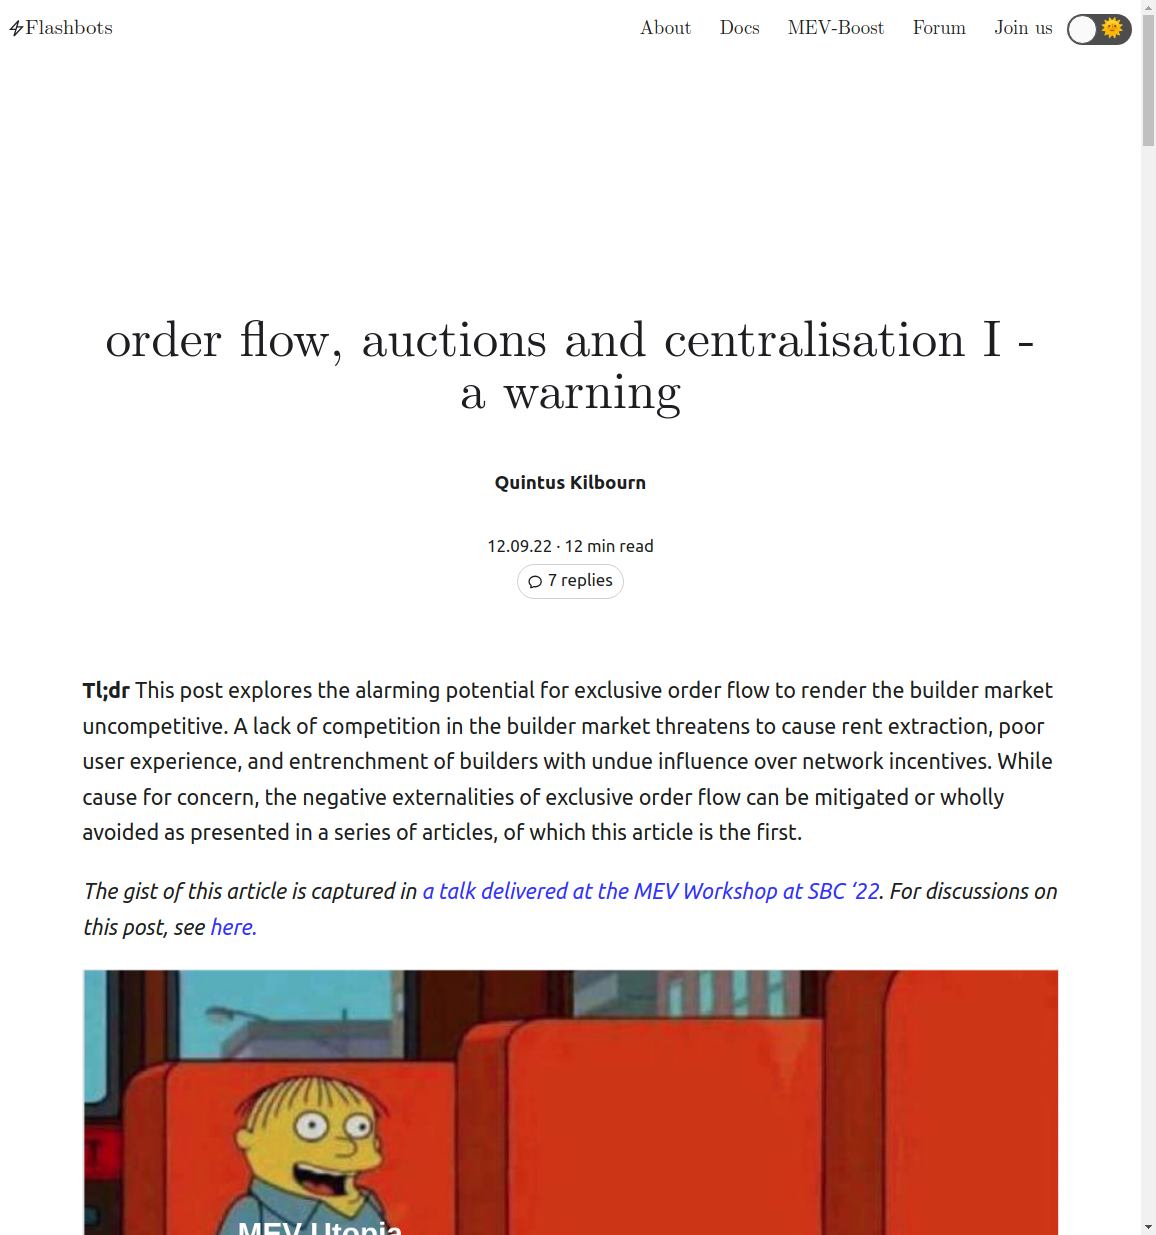 Flashbots
About Docs MEV-Boost Forum Join us
order flow, auctions and centralisation I -
a warning
Quintus Kilbourn
12.09.22 · 12 min read
7 replies
Tl;dr This post explores the alarming potential for exclusive order flow to render the builder market
uncompetitive. A lack of competition in the builder market threatens to cause rent extraction, poor
user experience, and entrenchment of builders with undue influence over network incentives. While
cause for concern, the negative externalities of exclusive order flow can be mitigated or wholly
avoided as presented in a series of articles, of which this article is the first.
The gist of this article is captured in a talk delivered at the MEV Workshop at SBC ’22. For discussions on
this post, see here.
MEV Utopia